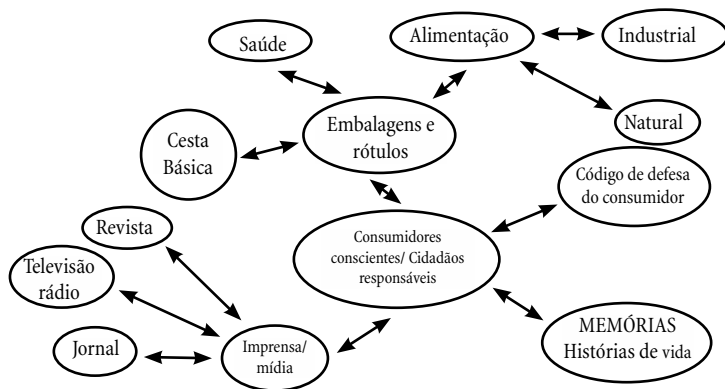 Saúde
Alimentação
Industrial
Natural
Embalagens e
rótulos
Cesta
Básica
Código de defesa
do consumidor
Revista
Consumidores
conscientes/ Cidadãos
responsáveis
Televisão
rádio
Jornal
Imprensa/
mídia
MEMÓRIAS
Histórias de vida